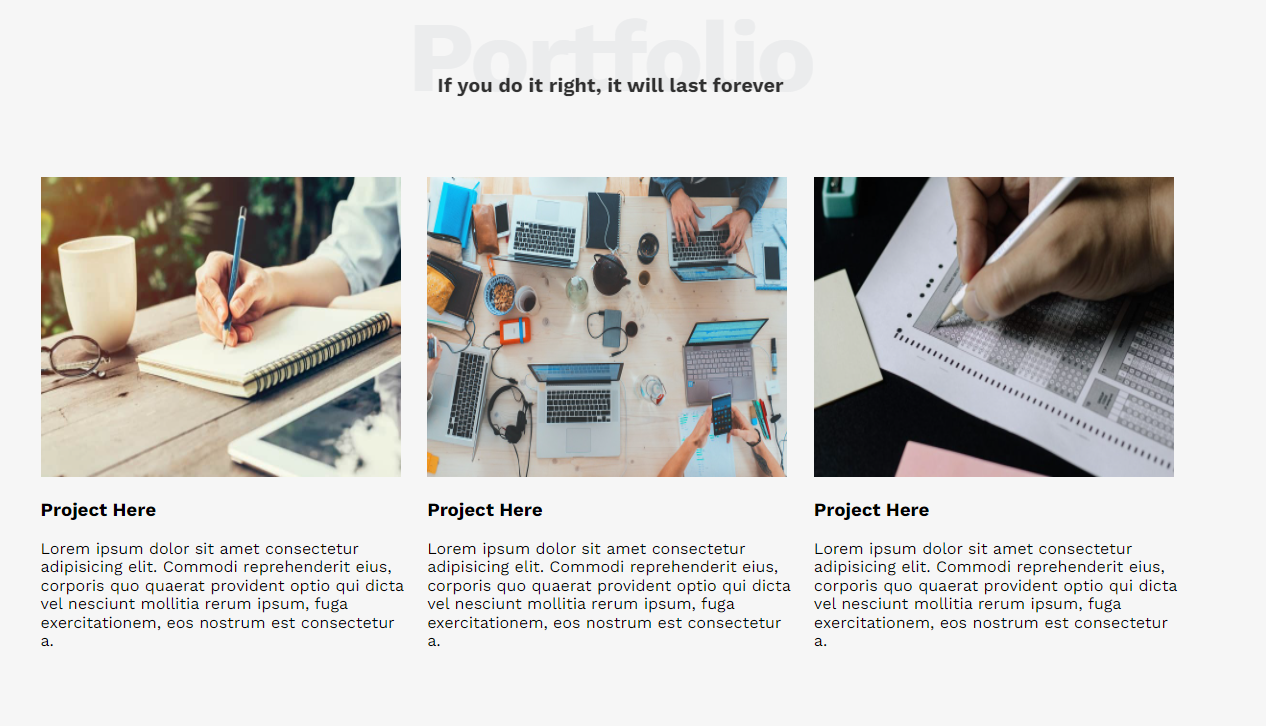 Portfolio
If you do it right, it will last forever
Project Here
Lorem ipsum dolor sit amet consectetur
adipisicing elit. Commodi reprehenderit eius,
corporis quo quaerat provident optio qui dicta
vel nesciunt mollitia rerum ipsum, fuga
exercitationem, eos nostrum est consectetur
a.
Project Here
Lorem ipsum dolor sit amet consectetur
adipisicing elit. Commodi reprehenderit eius,
corporis quo quaerat provident optio qui dicta
vel nesciunt mollitia rerum ipsum, fuga
exercitationem, eos nostrum est consectetur
a.
Project Here
Lorem ipsum dolor sit amet consectetur
adipisicing elit. Commodi reprehenderit eius,
corporis quo quaerat provident optio qui dicta
vel nesciunt mollitia rerum ipsum, fuga
exercitationem, eos nostrum est consectetur
a.